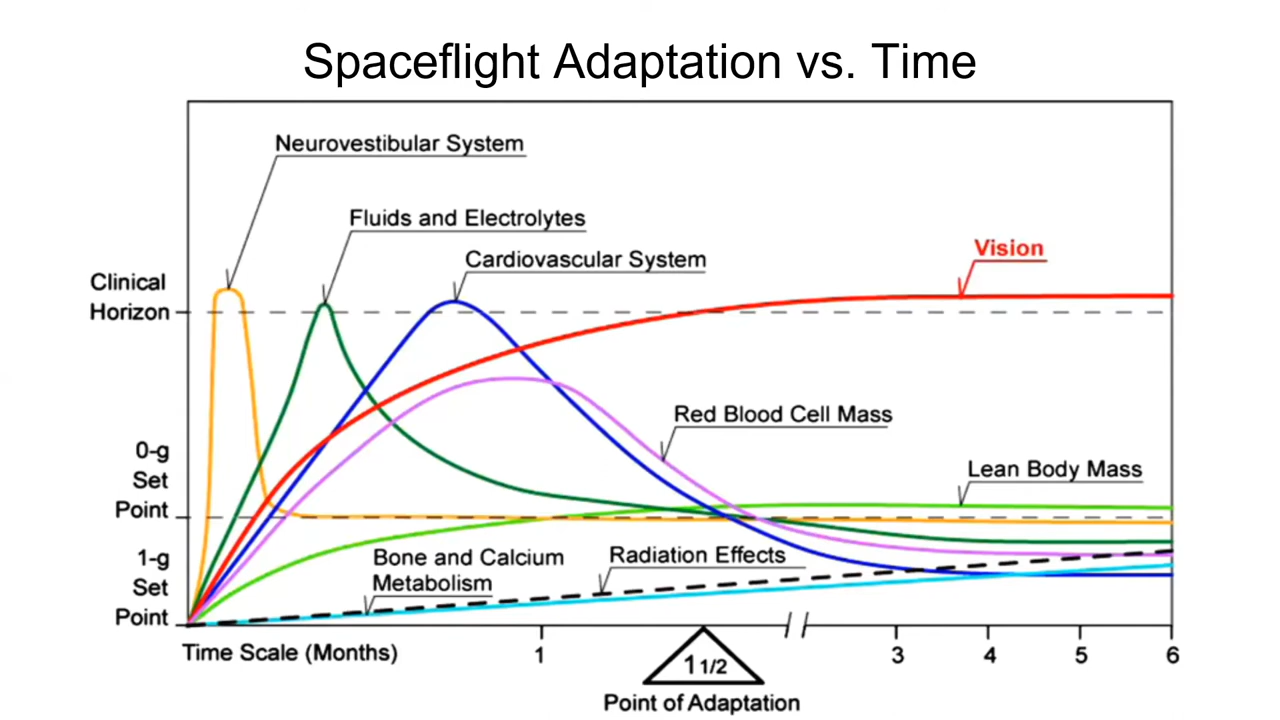 Spaceflight Adaptation vs. Time
Neurovestibular System
Fluids and Electrolytes
Cardiovascular System
Vision
Clinical
Horizon
Red Blood Cell Mass
Lean Body Mass
0-g
Set
Point
Bone and Calcium
Metabolism
Radiation Effects
1-g
Set
Point
Time Scale (Months)
1
1 1/2
3
4
5
6
Point of Adaptation